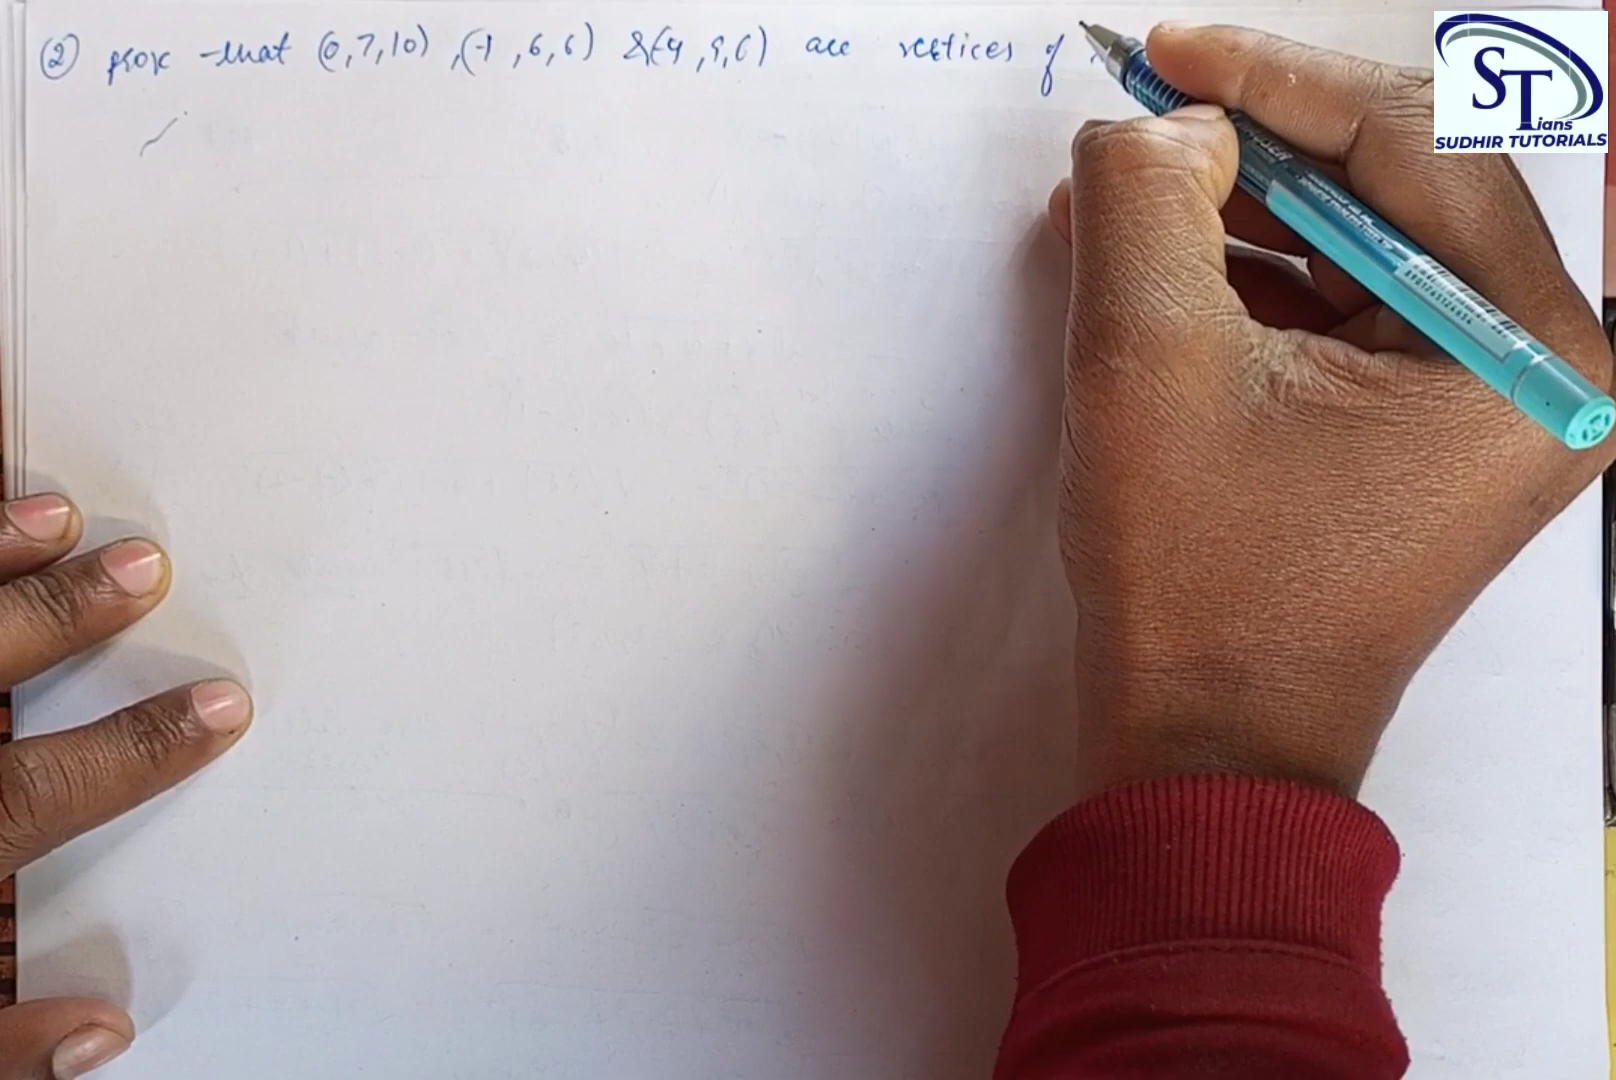 ② prove that (0,7,10) ,(-1 ,6,6) &(-4 ,9,6) are vertices of
ST
ians
SUDHIR TUTORIALS